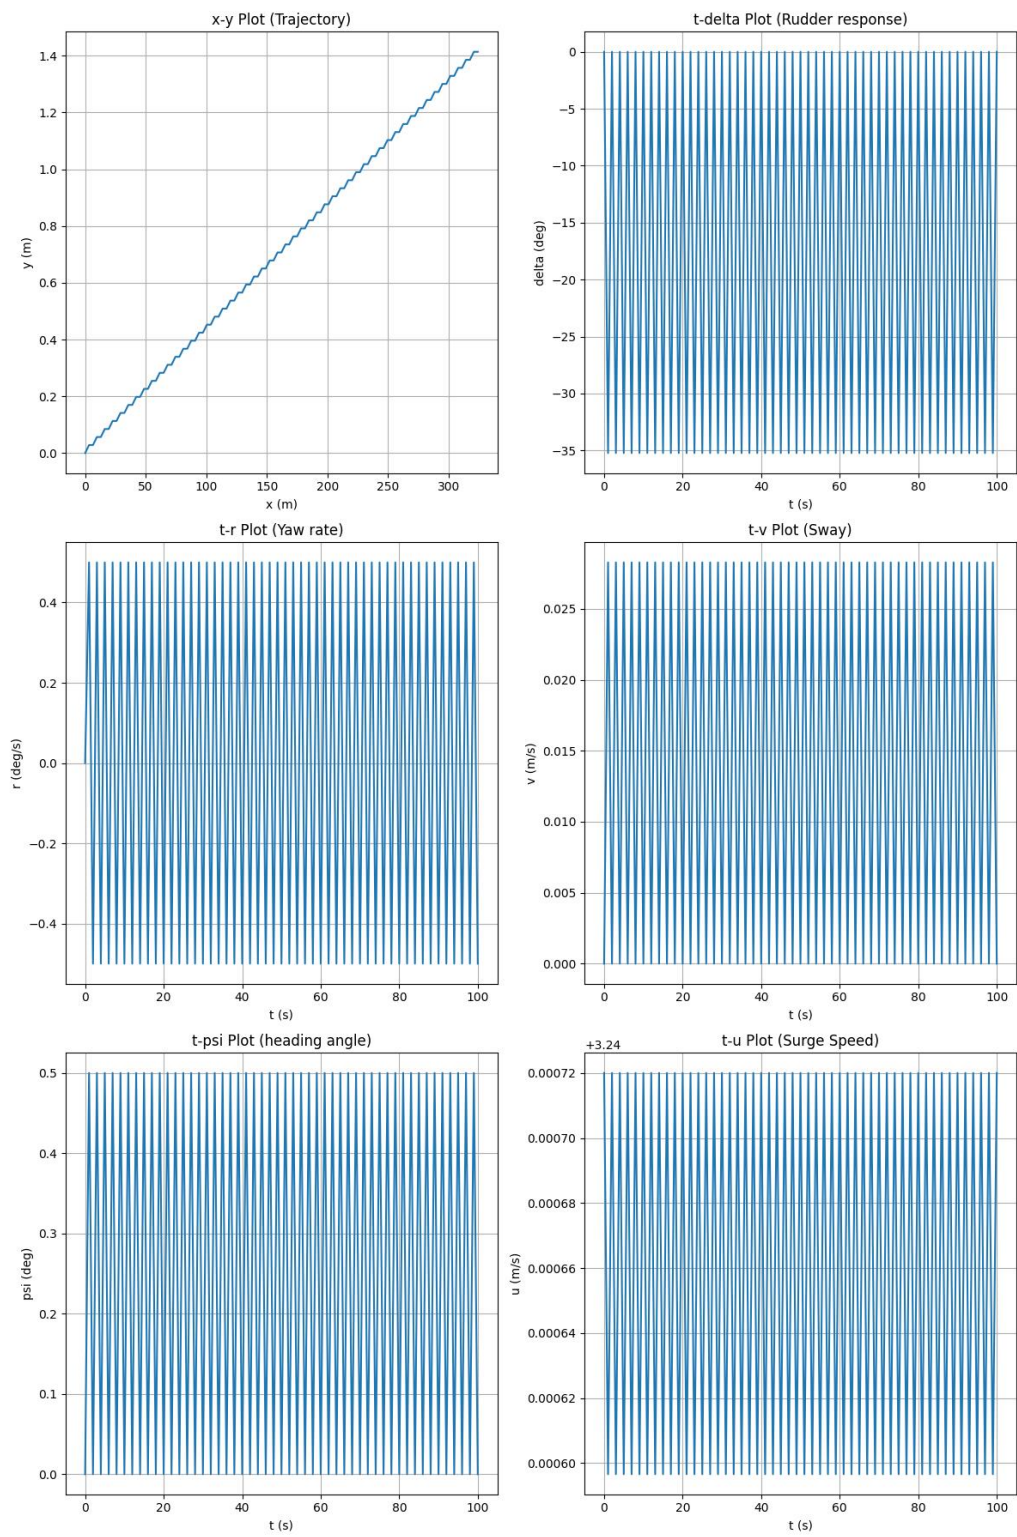 x-y Plot (Trajectory)
1.4
1.2
1.0
0.8
0.6
0.4
0.2
0.0
y (m)
0 50 100 150 200 250 300
x (m)
t-delta Plot (Rudder response)
0
−5
−10
−15
−20
−25
−30
−35
delta (deg)
0 20 40 60 80 100
t (s)
t-r Plot (Yaw rate)
0.4
0.2
0.0
−0.2
−0.4
r (deg/s)
0 20 40 60 80 100
t (s)
t-v Plot (Sway)
0.025
0.020
0.015
0.010
0.005
0.000
v (m/s)
0 20 40 60 80 100
t (s)
t-psi Plot (heading angle)
0.5
0.4
0.3
0.2
0.1
0.0
psi (deg)
0 20 40 60 80 100
t (s)
t-u Plot (Surge Speed)
+3.24
0.00072
0.00070
0.00068
0.00066
0.00064
0.00062
0.00060
u (m/s)
0 20 40 60 80 100
t (s)